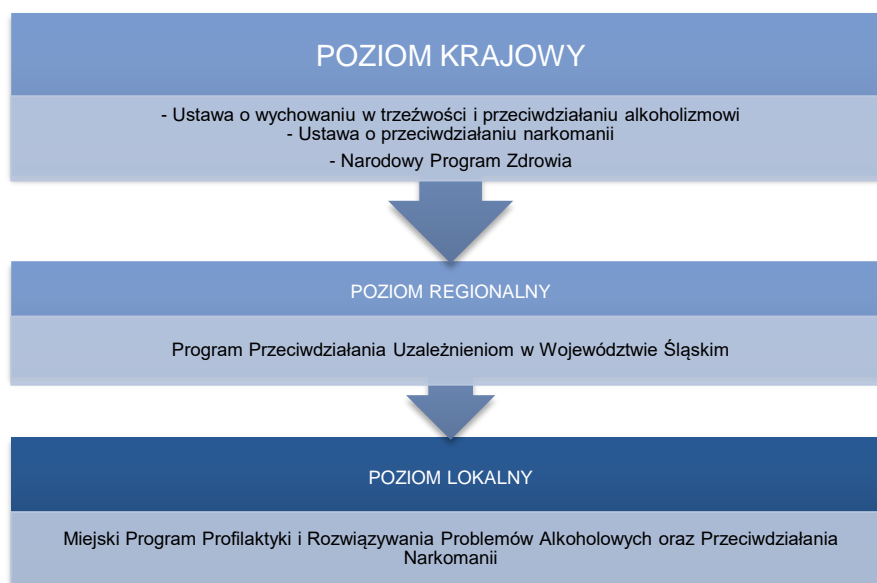 POZIOM KRAJOWY
- Ustawa o wychowaniu w trzeźwości i przeciwdziałaniu alkoholizmowi
- Ustawa o przeciwdziałaniu narkomanii
- Narodowy Program Zdrowia
POZIOM REGIONALNY
Program Przeciwdziałania Uzależnieniom w Województwie Śląskim
POZIOM LOKALNY
Miejski Program Profilaktyki i Rozwiązywania Problemów Alkoholowych oraz Przeciwdziałania
Narkomanii